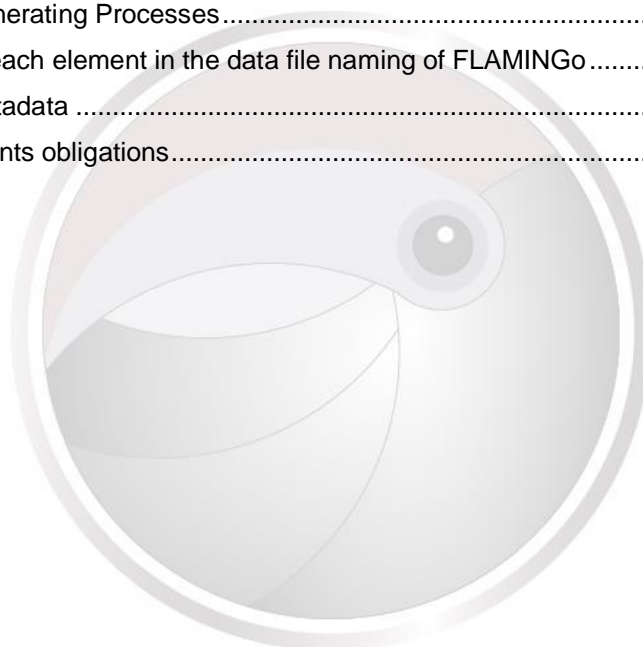 nerating Processes.............................................................
each element in the data file naming of FLAMINGo........
tadata ................................................................................
nts obligations...................................................................